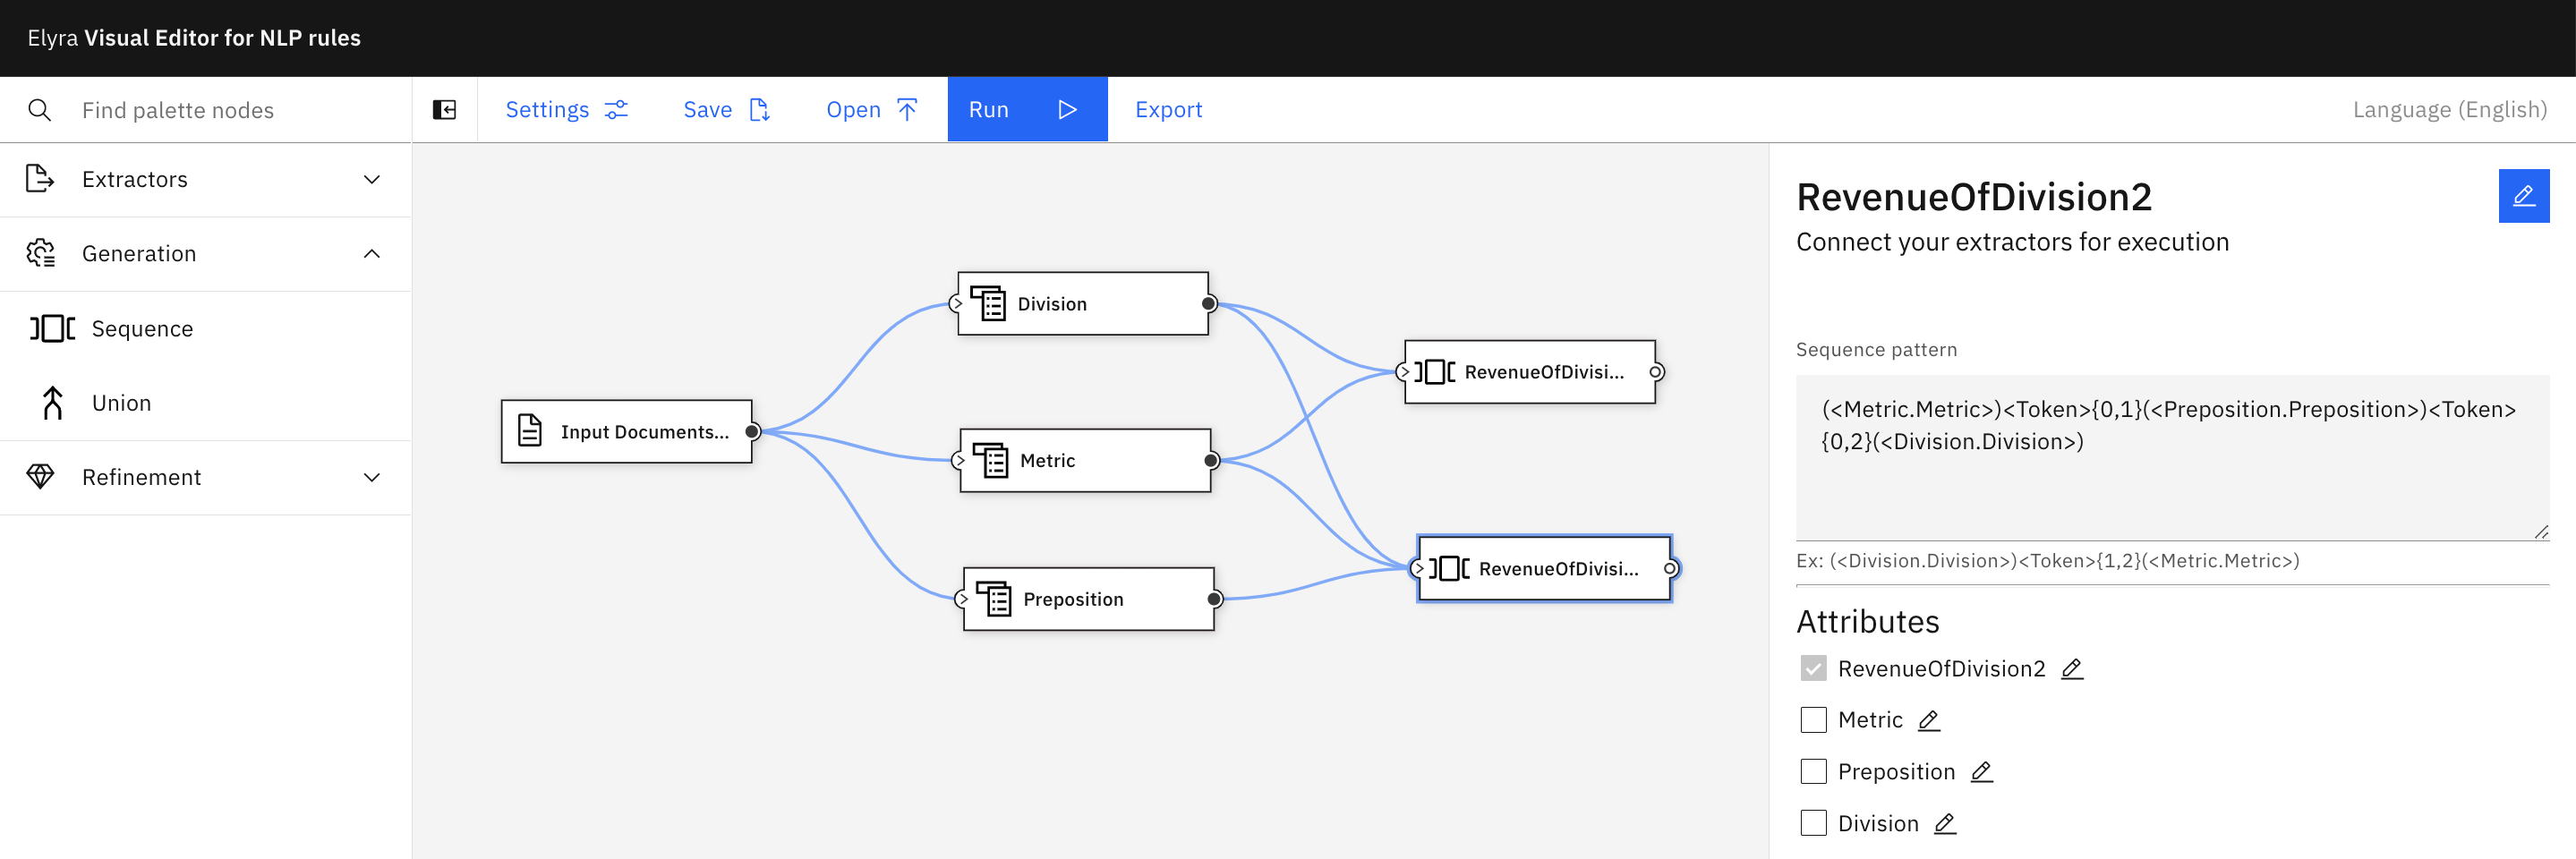 Elyra Visual Editor for NLP rules
Find palette nodes
Settings
Save
Open
Run
Export
Language (English)
Extractors
Generation
Sequence
Union
Refinement
Input Documents...
Division
Metric
Preposition
RevenueOfDivisi...
RevenueOfDivisi...
RevenueOfDivision2
Connect your extractors for execution
Sequence pattern
(<Metric.Metric>)<Token>{0,1}(<Preposition.Preposition>)<Token>
{0,2}(<Division.Division>)
Ex: (<Division.Division>)<Token>{1,2}(<Metric.Metric>)
Attributes
RevenueOfDivision2
Metric
Preposition
Division